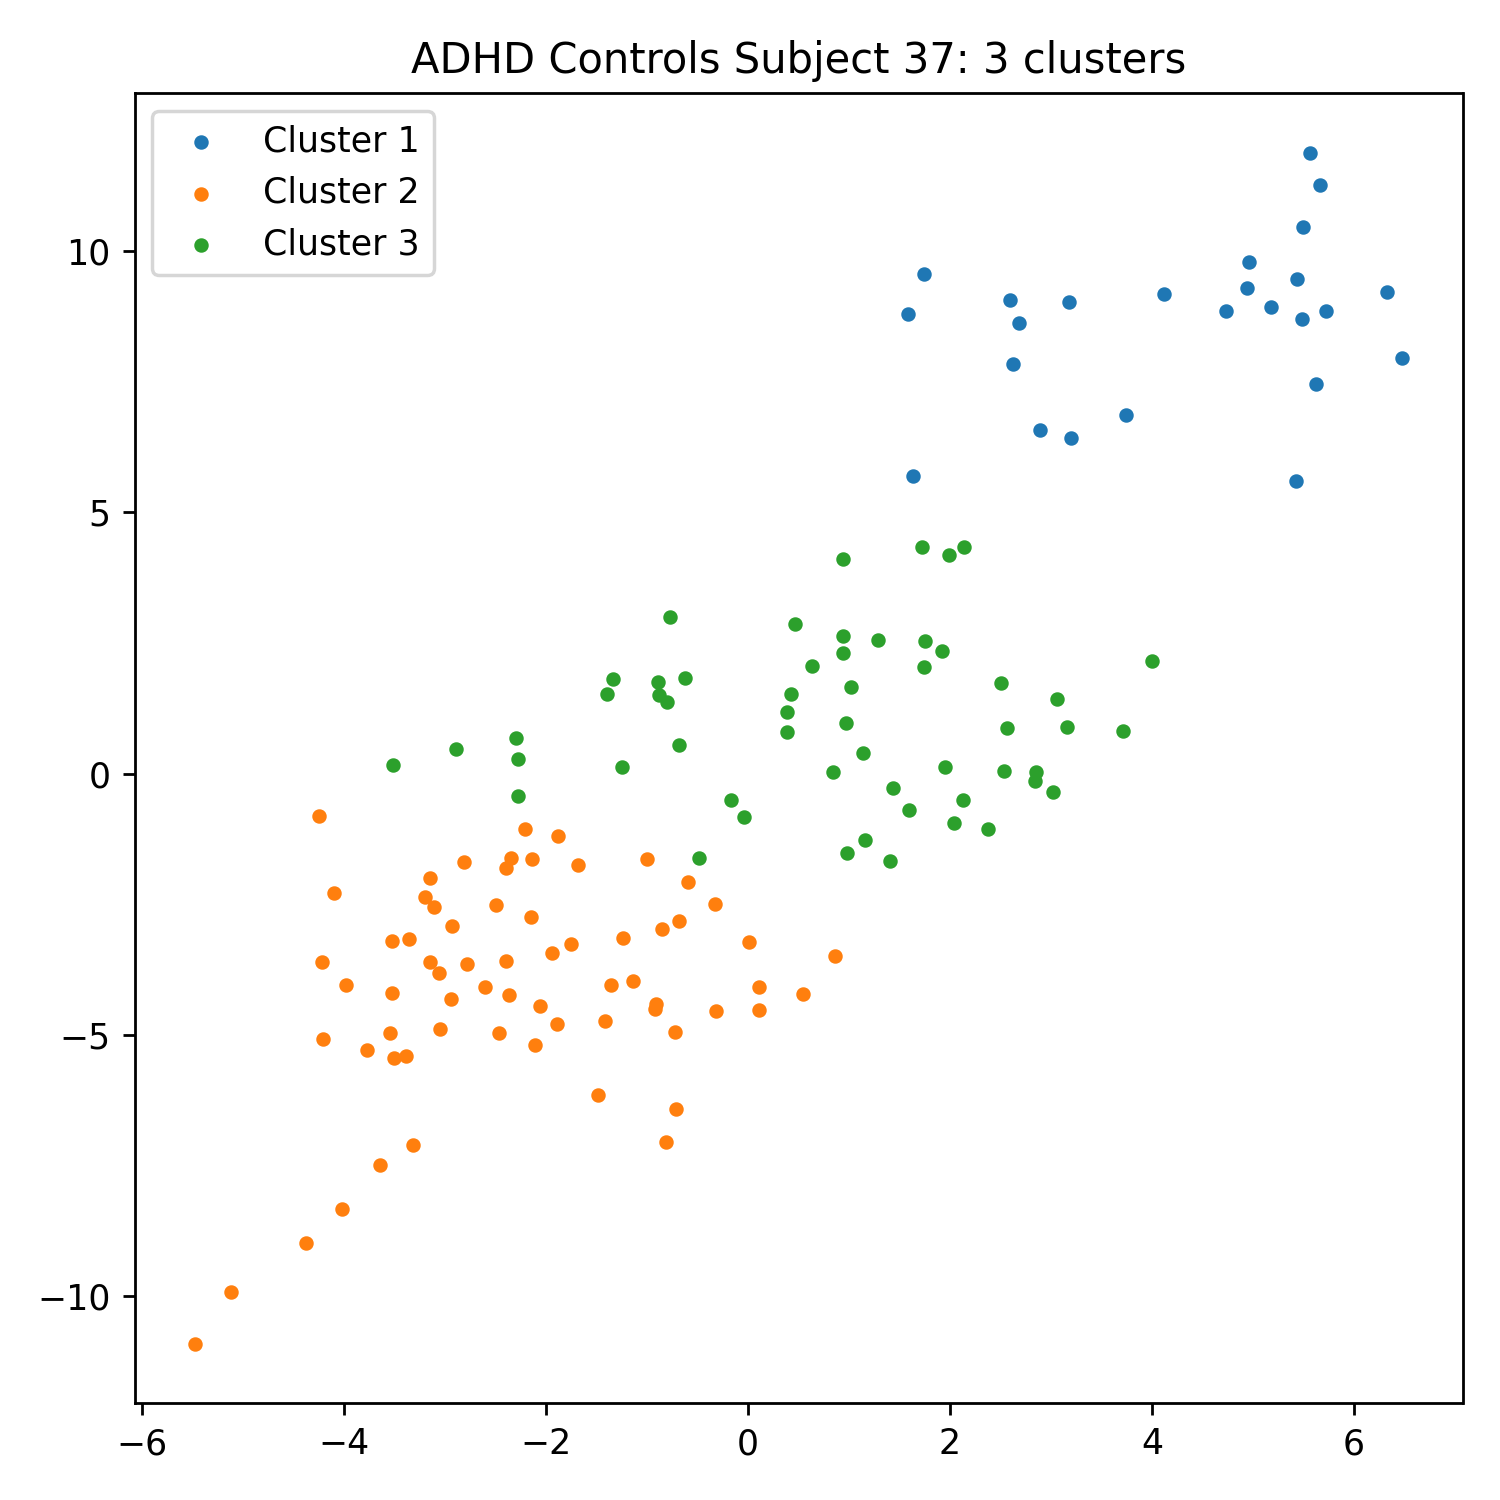 ADHD Controls Subject 37: 3 clusters
Cluster 1
Cluster 2
Cluster 3
10
5
0
−5
−10
−6 −4 −2 0 2 4 6